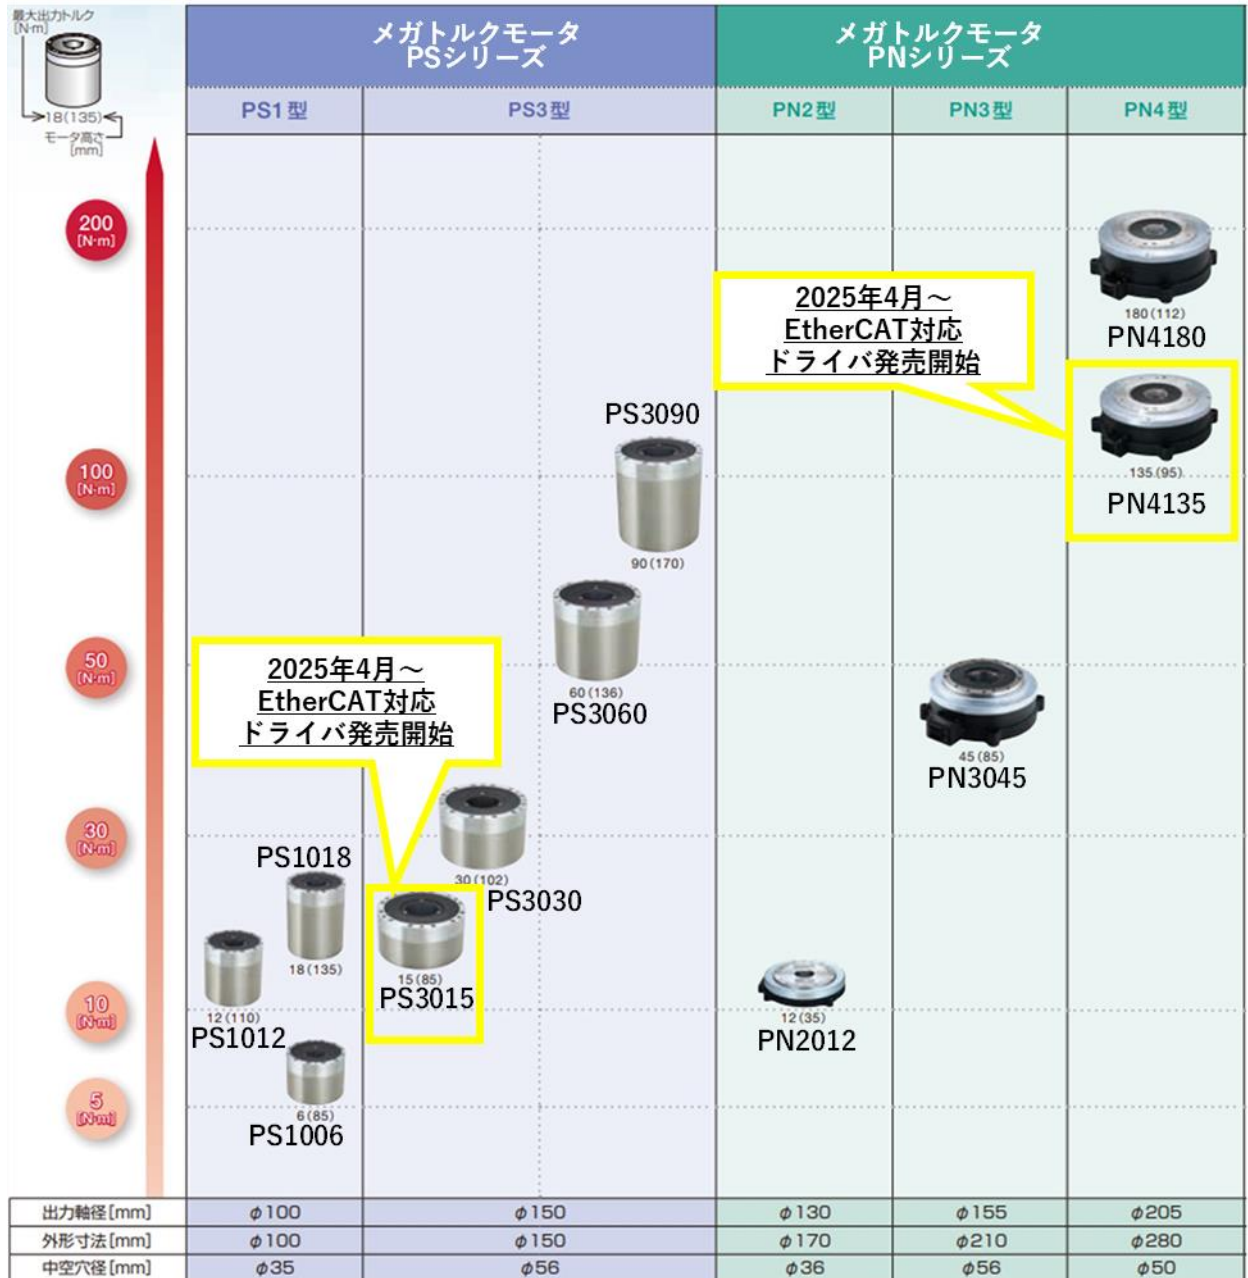 最大出力トルク
[N·m]
18(135)
モータ高さ
[mm]
メガトルクモータ
PSシリーズ
メガトルクモータ
PNシリーズ
PS1型
PS3型
PN2型
PN3型
PN4型
200
[N·m]
180(112)
PN4180
2025年4月～
EtherCAT対応
ドライバ発売開始
135(95)
PN4135
100
[N·m]
PS3090
90(170)
50
[N·m]
60(136)
PS3060
45(85)
PN3045
2025年4月～
EtherCAT対応
ドライバ発売開始
30
[N·m]
30(102)
PS3030
PS1018
18(135)
15(85)
PS3015
10
[N·m]
12(110)
PS1012
12(35)
PN2012
5
[N·m]
6(85)
PS1006
出力軸径[mm] φ100 φ150 φ130 φ155 φ205
外形寸法[mm] φ100 φ150 φ170 φ210 φ280
中空穴径[mm] φ35 φ56 φ36 φ56 φ50